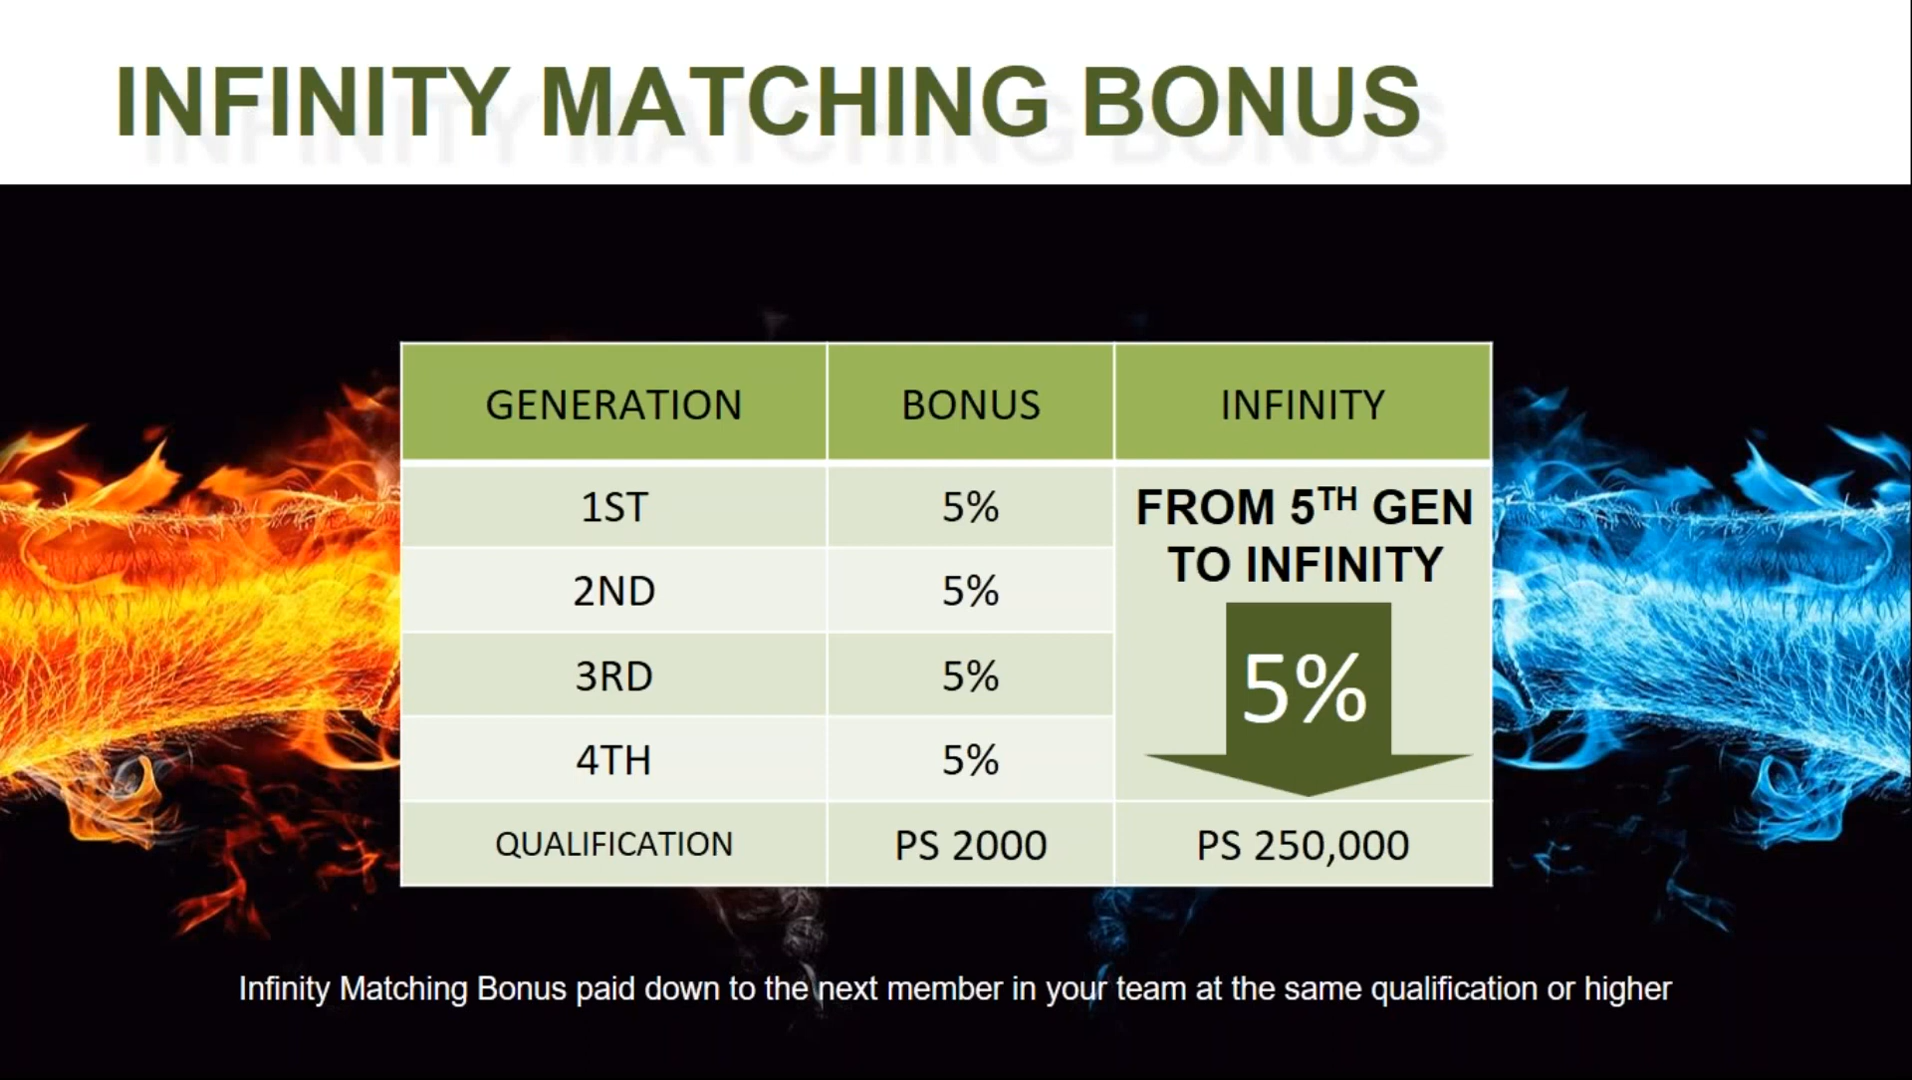 INFINITY MATCHING BONUS
GENERATION BONUS INFINITY
1ST 5% FROM 5TH GEN
TO INFINITY
2ND 5%
3RD 5% 5%
4TH 5%
QUALIFICATION PS 2000 PS 250,000
Infinity Matching Bonus paid down to the next member in your team at the same qualification or higher